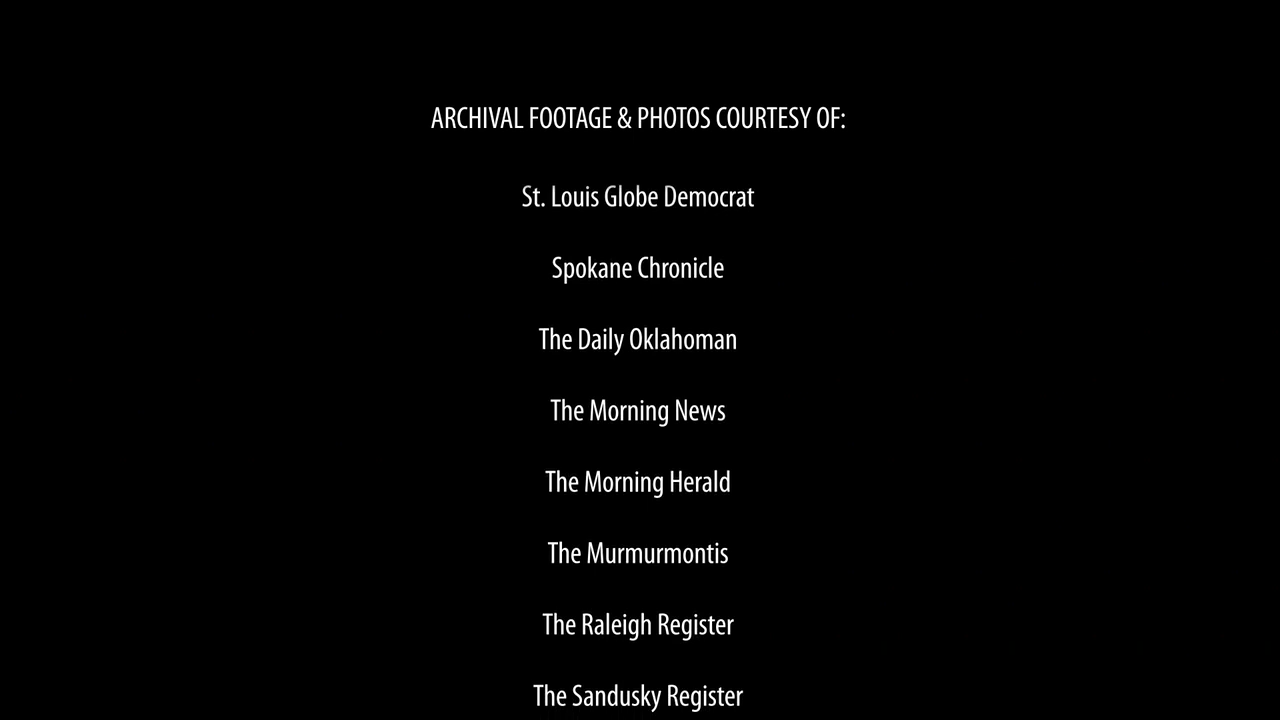 ARCHIVAL FOOTAGE & PHOTOS COURTESY OF:
St. Louis Globe Democrat
Spokane Chronicle
The Daily Oklahoman
The Morning News
The Morning Herald
The Murmurmontis
The Raleigh Register
The Sandusky Register